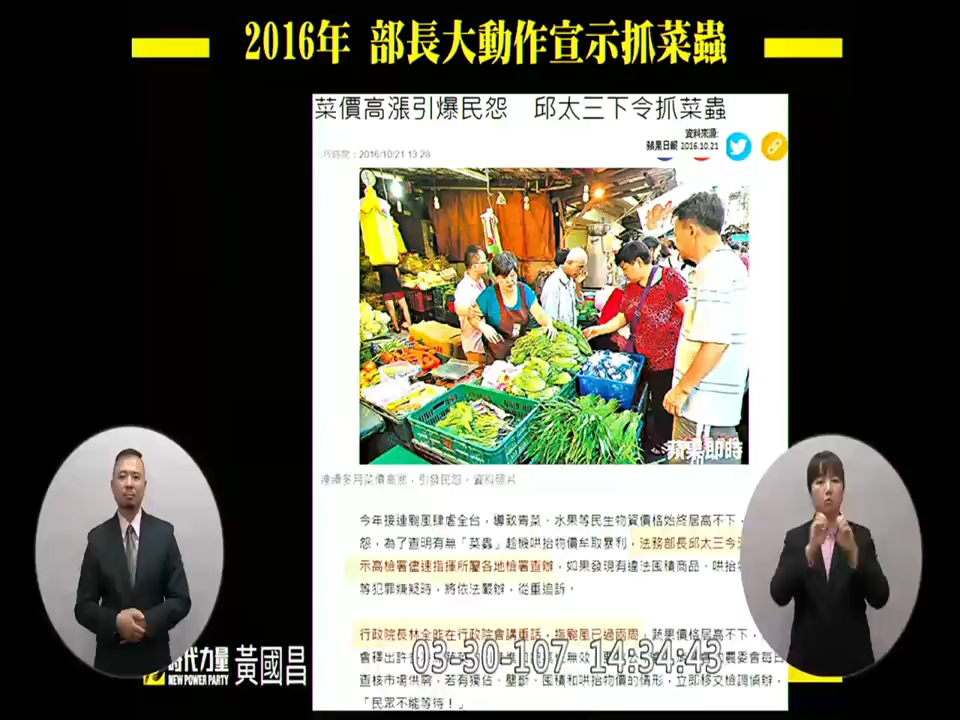 2016年 部長大動作宣示抓菜蟲
菜價高漲引爆民怨 邱太三下令抓菜蟲
資料來源:
蘋果日報 2016.10.21
時間：2016/10/21 13:28
蘋果即時
連續多月菜價高漲，引發民怨。資料照片
今年接連颱風肆虐全台，導致青菜、水果等民生物資價格始終居高不下
怨，為了查明有無「菜蟲」趁機哄抬物價牟取暴利，法務部長邱太三今
示高檢署儘速指揮所屬各地檢署查辦，如果發現有違法囤積商品、哄抬物
等犯罪嫌疑時，將依法嚴辦，從重追訴。
行政院長林全昨在行政院會講重話，指颱風已過兩周，蔬果價格居高不下，
會釋出許
農委會每日
查核市場供需，若有獨佔、壟斷、囤積和哄抬物價的情形，立即移交檢調偵辦，
「民眾不能等待！」
03-30-107 14:34:43
時代力量 黃國昌
NEW POWER PARTY